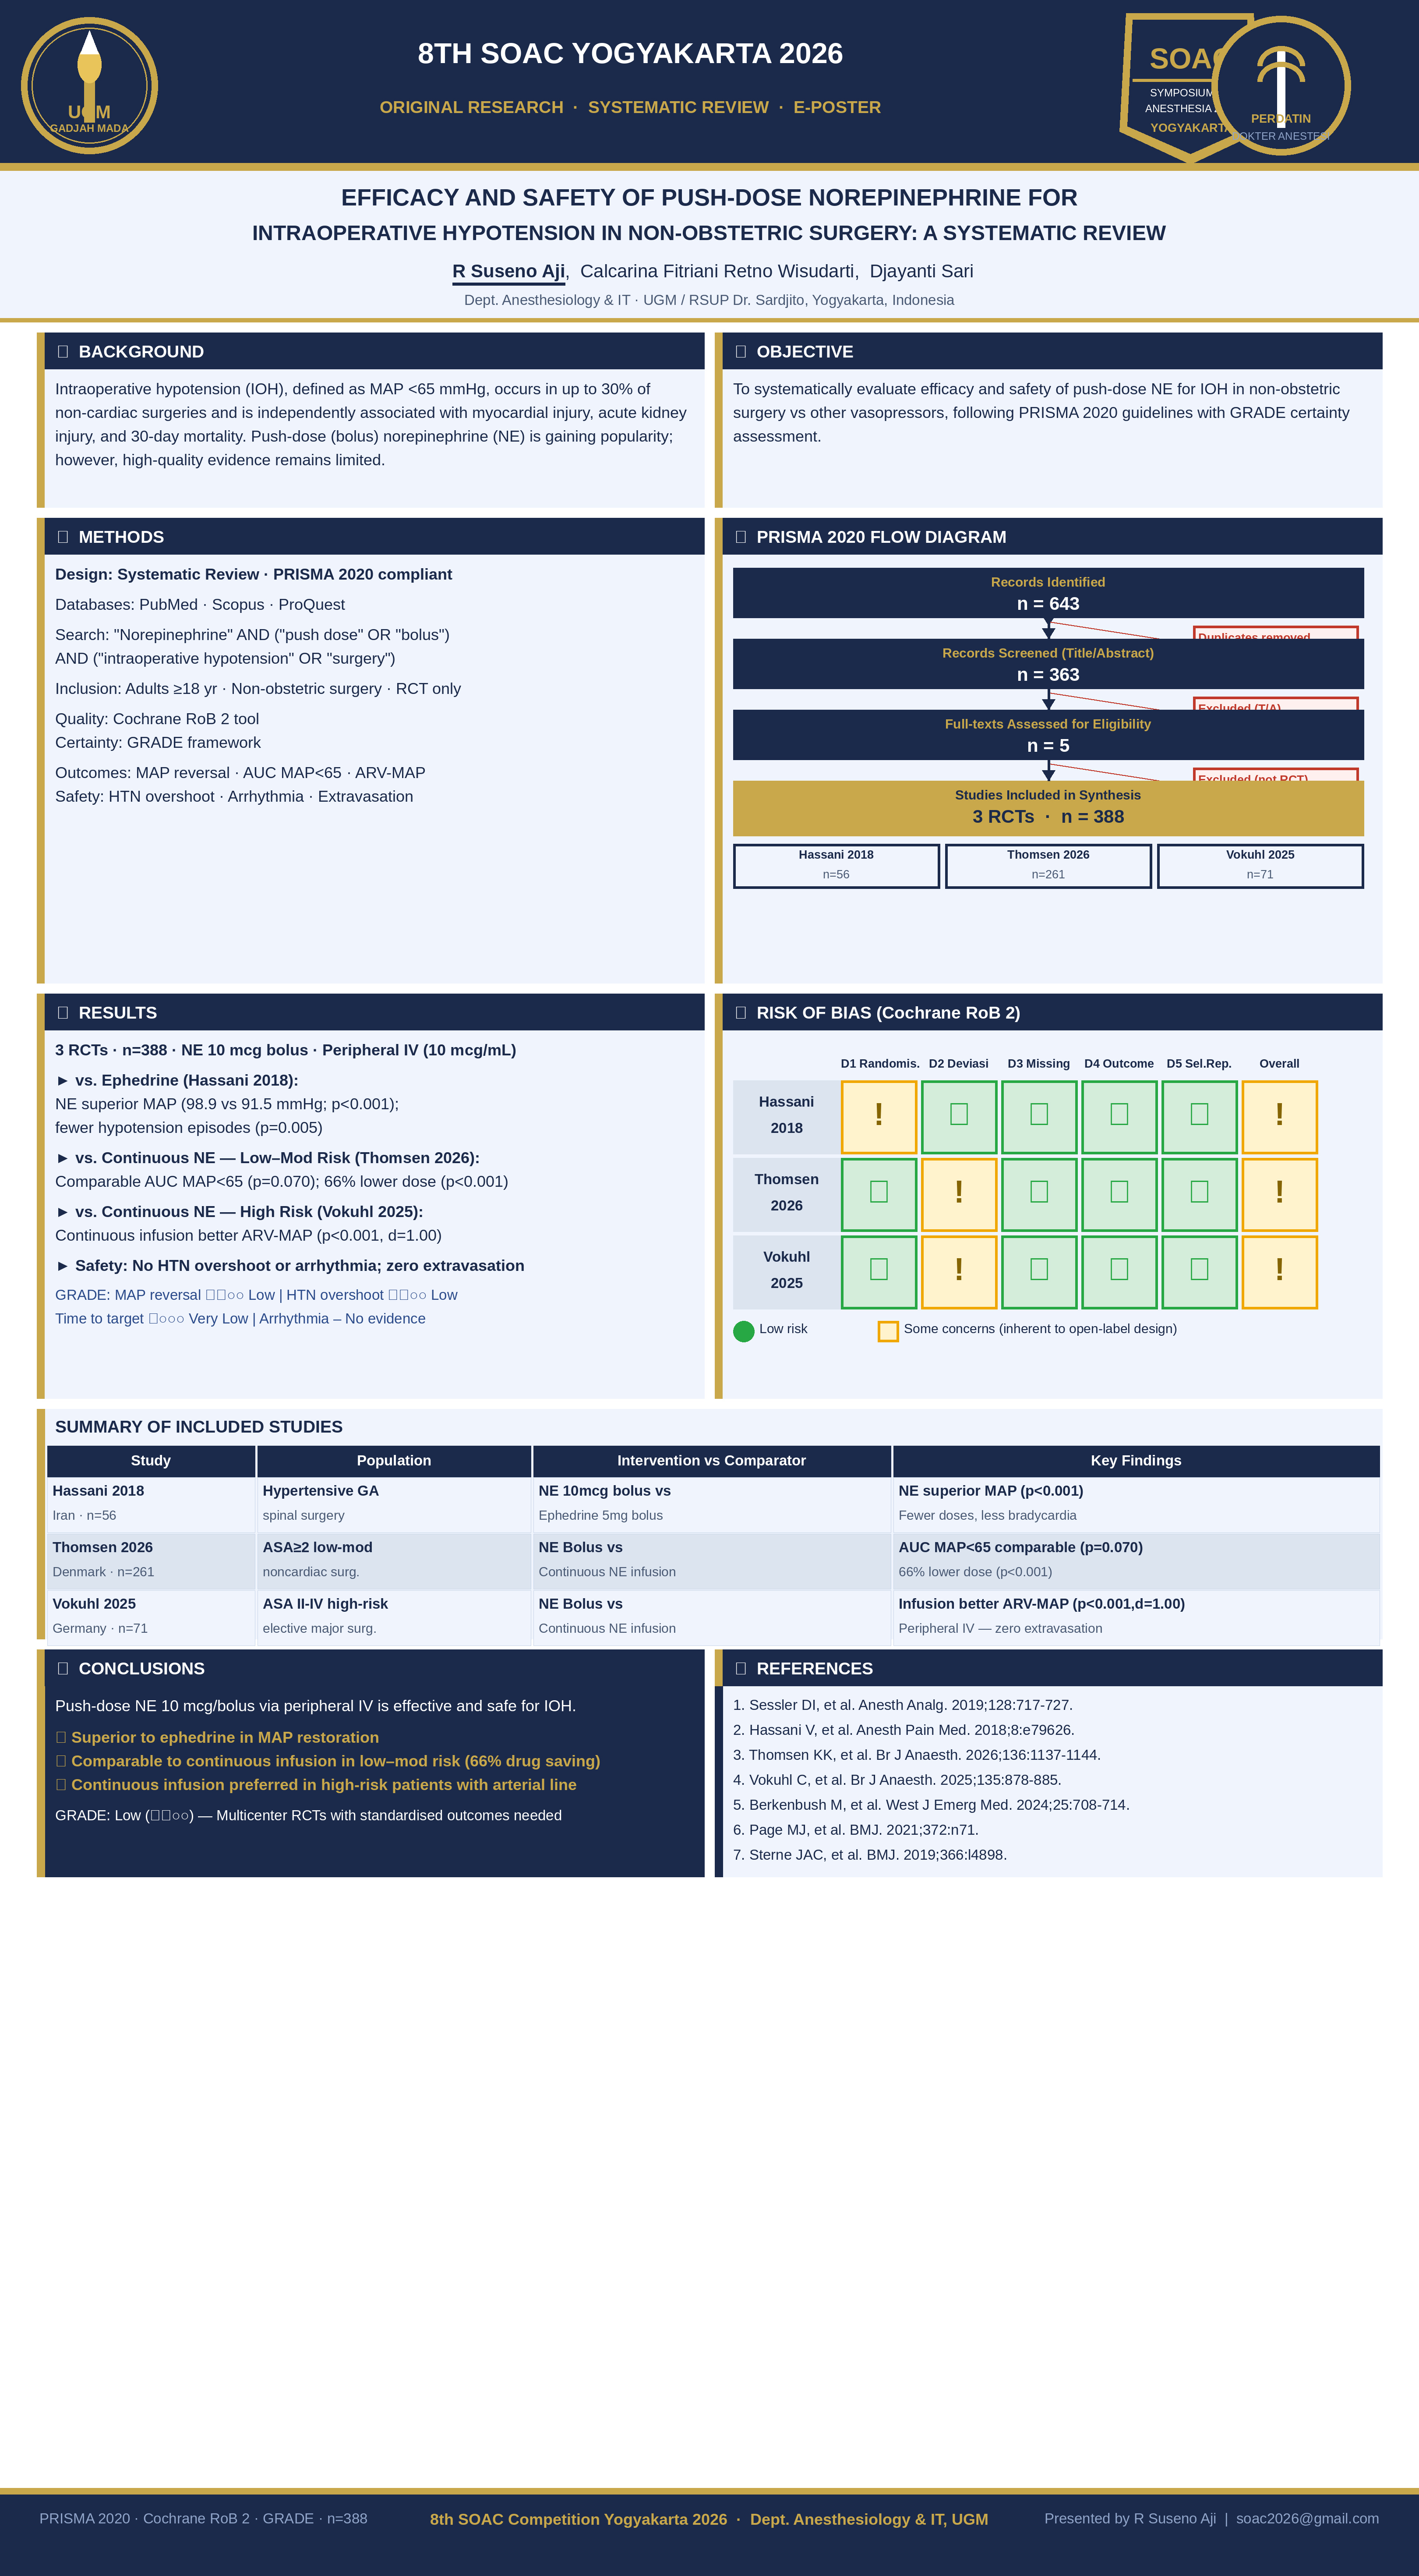 UGM
GADJAH MADA
8TH SOAC YOGYAKARTA 2026
ORIGINAL RESEARCH · SYSTEMATIC REVIEW · E-POSTER
SYMPOSIUM
ANESTHESIA
YOGYAKARTA
PERDATIN
EFFICACY AND SAFETY OF PUSH-DOSE NOREPINEPHRINE FOR
INTRAOPERATIVE HYPOTENSION IN NON-OBSTETRIC SURGERY: A SYSTEMATIC REVIEW
R Suseno Aji, Calcarina Fitriani Retno Wisudarti, Djayanti Sari
Dept. Anesthesiology & IT · UGM / RSUP Dr. Sardjito, Yogyakarta, Indonesia
BACKGROUND
Intraoperative hypotension (IOH), defined as MAP <65 mmHg, occurs in up to 30% of
non-cardiac surgeries and is independently associated with myocardial injury, acute kidney
injury, and 30-day mortality. Push-dose (bolus) norepinephrine (NE) is gaining popularity;
however, high-quality evidence remains limited.
OBJECTIVE
To systematically evaluate efficacy and safety of push-dose NE for IOH in non-obstetric
surgery vs other vasopressors, following PRISMA 2020 guidelines with GRADE certainty
assessment.
METHODS
Design: Systematic Review · PRISMA 2020 compliant
Databases: PubMed · Scopus · ProQuest
Search: "Norepinephrine" AND ("push dose" OR "bolus")
AND ("intraoperative hypotension" OR "surgery")
Inclusion: Adults ≥18 yr · Non-obstetric surgery · RCT only
Quality: Cochrane RoB 2 tool
Certainty: GRADE framework
Outcomes: MAP reversal · AUC MAP<65 · ARV-MAP
Safety: HTN overshoot · Arrhythmia · Extravasation
PRISMA 2020 FLOW DIAGRAM
Records Identified
n = 643
Duplicates removed
Records Screened (Title/Abstract)
n = 363
Excluded (T/A)
Full-texts Assessed for Eligibility
n = 5
Excluded (not RCT)
Studies Included in Synthesis
3 RCTs · n = 388
Hassani 2018
n=56
Thomsen 2026
n=261
Vokuhl 2025
n=71
RESULTS
3 RCTs · n=388 · NE 10 mcg bolus · Peripheral IV (10 mcg/mL)
► vs. Ephedrine (Hassani 2018):
NE superior MAP (98.9 vs 91.5 mmHg; p<0.001);
fewer hypotension episodes (p=0.005)
► vs. Continuous NE — Low–Mod Risk (Thomsen 2026):
Comparable AUC MAP<65 (p=0.070); 66% lower dose (p<0.001)
► vs. Continuous NE — High Risk (Vokuhl 2025):
Continuous infusion better ARV-MAP (p<0.001, d=1.00)
► Safety: No HTN overshoot or arrhythmia; zero extravasation
GRADE: MAP reversal □□○○ Low | HTN overshoot □□○○ Low
Time to target □○○○ Very Low | Arrhythmia – No evidence
RISK OF BIAS (Cochrane RoB 2)
D1 Randomis. D2 Deviasi D3 Missing D4 Outcome D5 Sel.Rep. Overall
Hassani
2018
! □ □ □ □ !
Thomsen
2026
□ ! □ □ □ !
Vokuhl
2025
□ ! □ □ □ !
Low risk
Some concerns (inherent to open-label design)
SUMMARY OF INCLUDED STUDIES
Study Population Intervention vs Comparator Key Findings
Hassani 2018 Hypertensive GA NE 10mcg bolus vs NE superior MAP (p<0.001)
Iran · n=56 spinal surgery Ephedrine 5mg bolus Fewer doses, less bradycardia
Thomsen 2026 ASA≥2 low-mod NE Bolus vs AUC MAP<65 comparable (p=0.070)
Denmark · n=261 noncardiac surg. Continuous NE infusion 66% lower dose (p<0.001)
Vokuhl 2025 ASA II-IV high-risk NE Bolus vs Infusion better ARV-MAP (p<0.001,d=1.00)
Germany · n=71 elective major surg. Continuous NE infusion Peripheral IV — zero extravasation
CONCLUSIONS
Push-dose NE 10 mcg/bolus via peripheral IV is effective and safe for IOH.
□ Superior to ephedrine in MAP restoration
□ Comparable to continuous infusion in low–mod risk (66% drug saving)
□ Continuous infusion preferred in high-risk patients with arterial line
GRADE: Low (□□○○) — Multicenter RCTs with standardised outcomes needed
REFERENCES
1. Sessler DI, et al. Anesth Analg. 2019;128:717-727.
2. Hassani V, et al. Anesth Pain Med. 2018;8:e79626.
3. Thomsen KK, et al. Br J Anaesth. 2026;136:1137-1144.
4. Vokuhl C, et al. Br J Anaesth. 2025;135:878-885.
5. Berkenbush M, et al. West J Emerg Med. 2024;25:708-714.
6. Page MJ, et al. BMJ. 2021;372:n71.
7. Sterne JAC, et al. BMJ. 2019;366:l4898.
PRISMA 2020 · Cochrane RoB 2 · GRADE · n=388
8th SOAC Competition Yogyakarta 2026 · Dept. Anesthesiology & IT, UGM
Presented by R Suseno Aji | soac2026@gmail.com